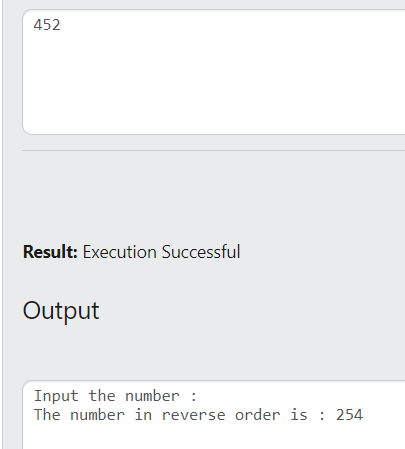 452
Result: Execution Successful
Output
Input the number :
The number in reverse order is : 254